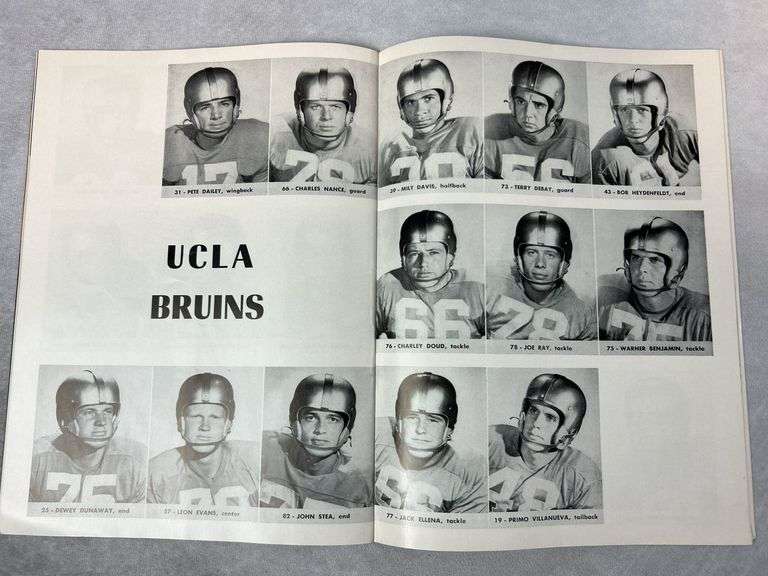 31 - PETE DAILEY, wingback
66 - CHARLES NANCE, guard
29 - MILT DAVIS, halfback
73 - TERRY DEBAY, guard
43 - BOB HEYDENFELDT, end
UCLA
BRUINS
76 - CHARLEY DOUD, tackle
78 - JOE RAY, tackle
75 - WARNER BENJAMIN, tackle
25 - DEWEY DUNAWAY, end
57 - LEON EVANS, center
82 - JOHN STEA, end
77 - JACK ELLENA, tackle
19 - PRIMO VILLANUEVA, tailback